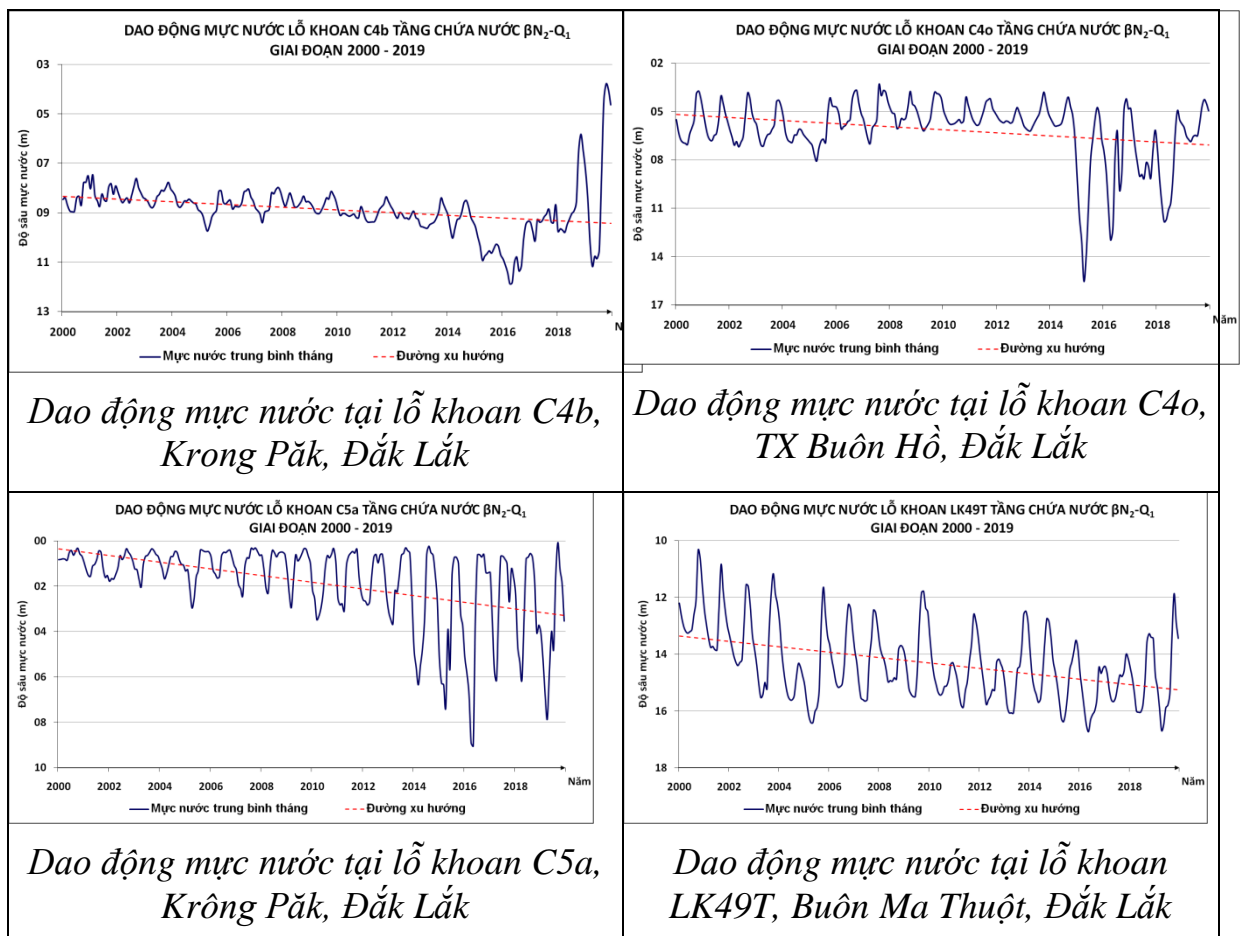 DAO ĐỘNG MỰC NƯỚC LỖ KHOAN C4b TẦNG CHỨA NƯỚC βN₂-Q₁
GIAI ĐOẠN 2000 - 2019
Độ sâu mực nước (m)
03
05
07
09
11
13
2000 2002 2004 2006 2008 2010 2012 2014 2016 2018 N
Mực nước trung bình tháng Đường xu hướng
Dao động mực nước tại lỗ khoan C4b,
Krong Păk, Đắk Lắk
DAO ĐỘNG MỰC NƯỚC LỖ KHOAN C4o TẦNG CHỨA NƯỚC βN₂-Q₁
GIAI ĐOẠN 2000 - 2019
Độ sâu mực nước (m)
02
05
08
11
14
17
2000 2002 2004 2006 2008 2010 2012 2014 2016 2018 Năm
Mực nước trung bình tháng Đường xu hướng
Dao động mực nước tại lỗ khoan C4o,
TX Buôn Hồ, Đắk Lắk
DAO ĐỘNG MỰC NƯỚC LỖ KHOAN C5a TẦNG CHỨA NƯỚC βN₂-Q₁
GIAI ĐOẠN 2000 - 2019
Độ sâu mực nước (m)
00
02
04
06
08
10
2000 2002 2004 2006 2008 2010 2012 2014 2016 2018 Năm
Mực nước trung bình tháng Đường xu hướng
Dao động mực nước tại lỗ khoan C5a,
Krông Păk, Đắk Lắk
DAO ĐỘNG MỰC NƯỚC LỖ KHOAN LK49T TẦNG CHỨA NƯỚC βN₂-Q₁
GIAI ĐOẠN 2000 - 2019
Độ sâu mực nước (m)
10
12
14
16
18
2000 2002 2004 2006 2008 2010 2012 2014 2016 2018 Năm
Mực nước trung bình tháng Đường xu hướng
Dao động mực nước tại lỗ khoan
LK49T, Buôn Ma Thuột, Đắk Lắk